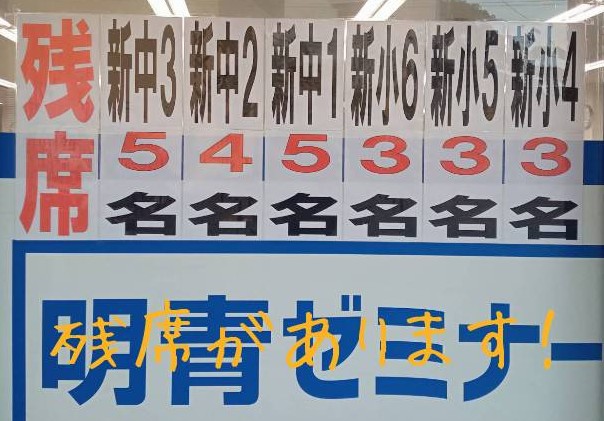 残席
新中3 新中2 新中1 新小6 新小5 新小4
5 4 5 3 3 3
名 名 名 名 名 名
明青ゼミナー
残席があります!